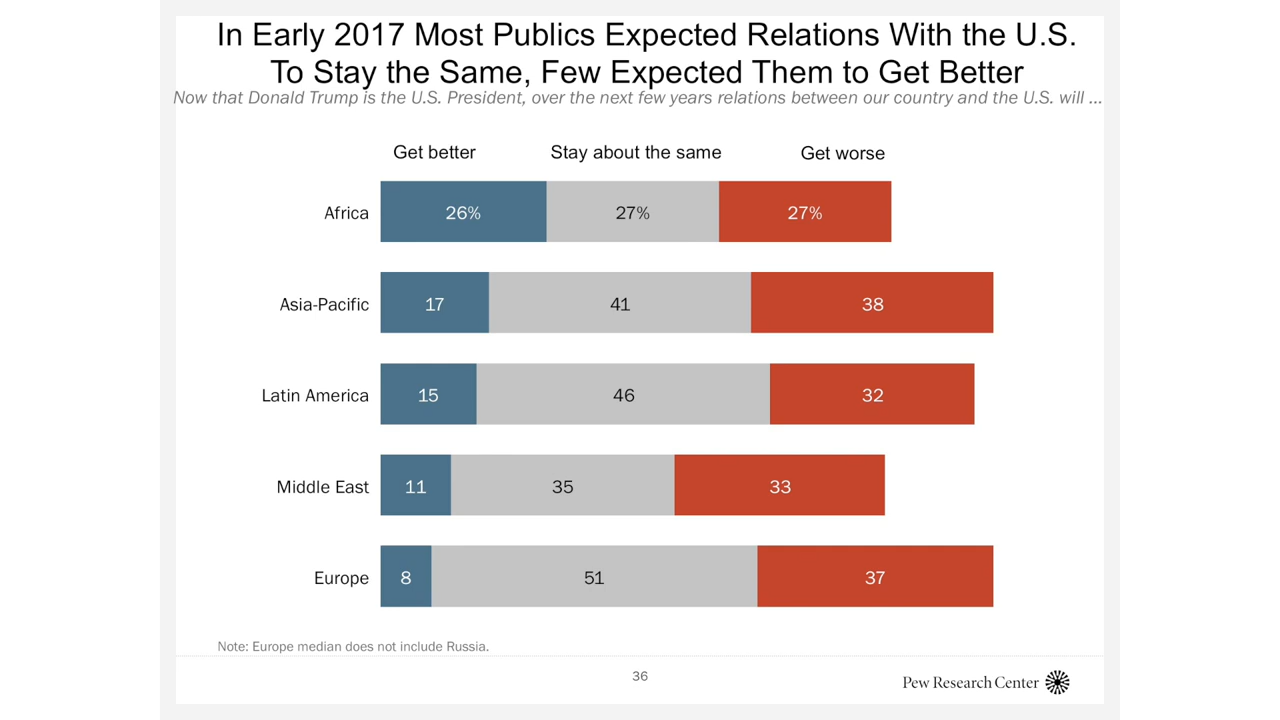 In Early 2017 Most Publics Expected Relations With the U.S.
To Stay the Same, Few Expected Them to Get Better
Now that Donald Trump is the U.S. President, over the next few years relations between our country and the U.S. will ...
Get better Stay about the same Get worse
Africa 26% 27% 27%
Asia-Pacific 17 41 38
Latin America 15 46 32
Middle East 11 35 33
Europe 8 51 37
Note: Europe median does not include Russia.
36
Pew Research Center